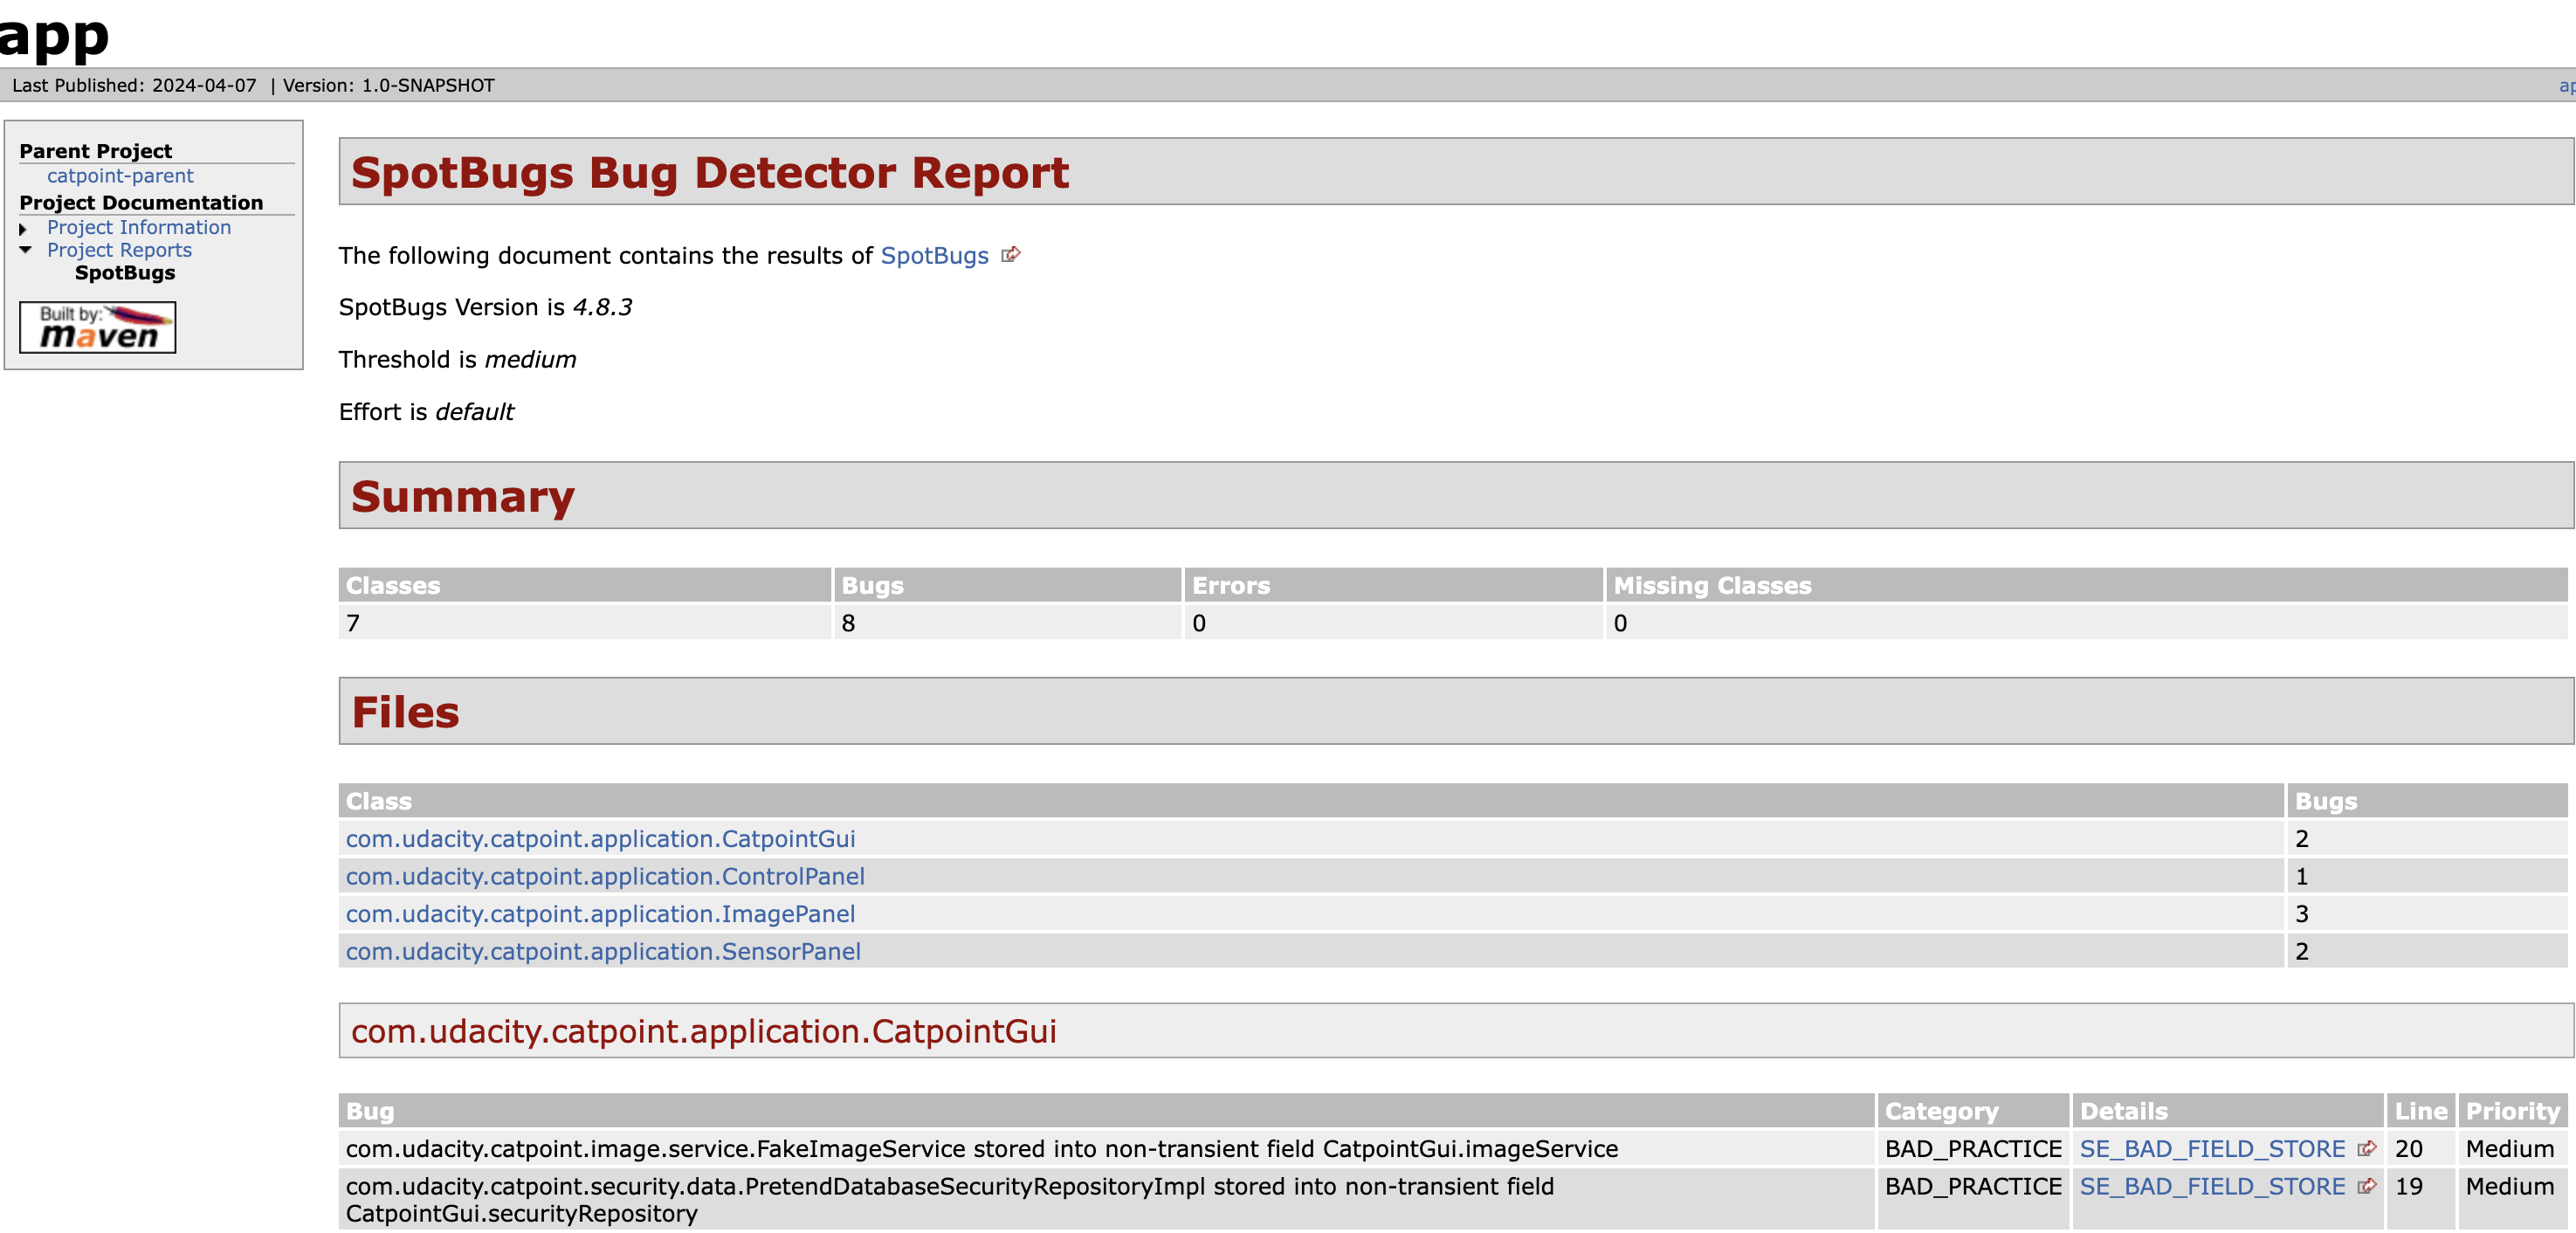 app
Last Published: 2024-04-07 | Version: 1.0-SNAPSHOT
Parent Project
catpoint-parent
Project Documentation
Project Information
Project Reports
SpotBugs
Built by:
maven
SpotBugs Bug Detector Report
The following document contains the results of SpotBugs
SpotBugs Version is 4.8.3
Threshold is medium
Effort is default
Summary
Classes Bugs Errors Missing Classes
7 8 0 0
Files
Class Bugs
com.udacity.catpoint.application.CatpointGui 2
com.udacity.catpoint.application.ControlPanel 1
com.udacity.catpoint.application.ImagePanel 3
com.udacity.catpoint.application.SensorPanel 2
com.udacity.catpoint.application.CatpointGui
Bug Category Details Line Priority
com.udacity.catpoint.image.service.FakeImageService stored into non-transient field CatpointGui.imageService BAD_PRACTICE SE_BAD_FIELD_STORE 20 Medium
com.udacity.catpoint.security.data.PretendDatabaseSecurityRepositoryImpl stored into non-transient field BAD_PRACTICE SE_BAD_FIELD_STORE 19 Medium
CatpointGui.securityRepository